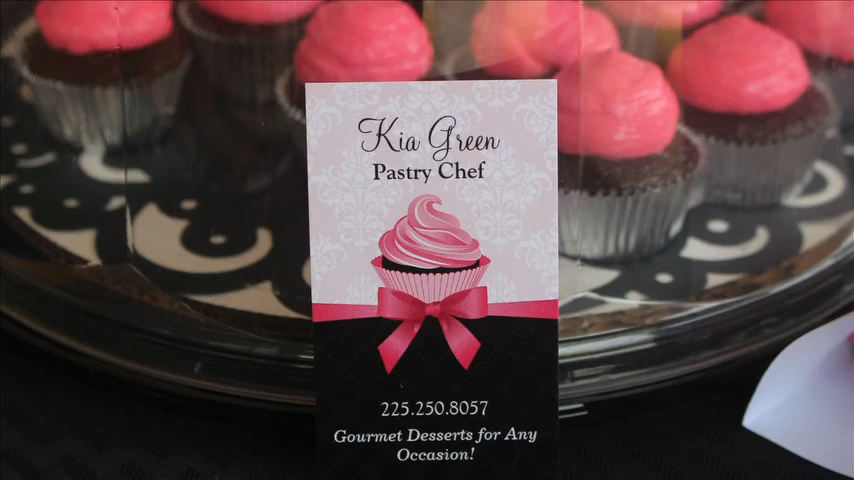 Kia Green
Pastry Chef
225.250.8057
Gourmet Desserts for Any
Occasion!